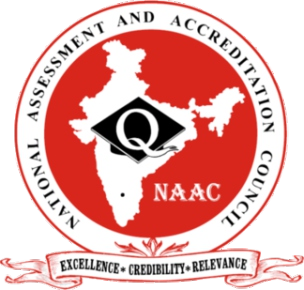 NATIONAL ASSESSMENT AND ACCREDITATION COUNCIL
Q
NAAC
EXCELLENCE * CREDIBILITY * RELEVANCE